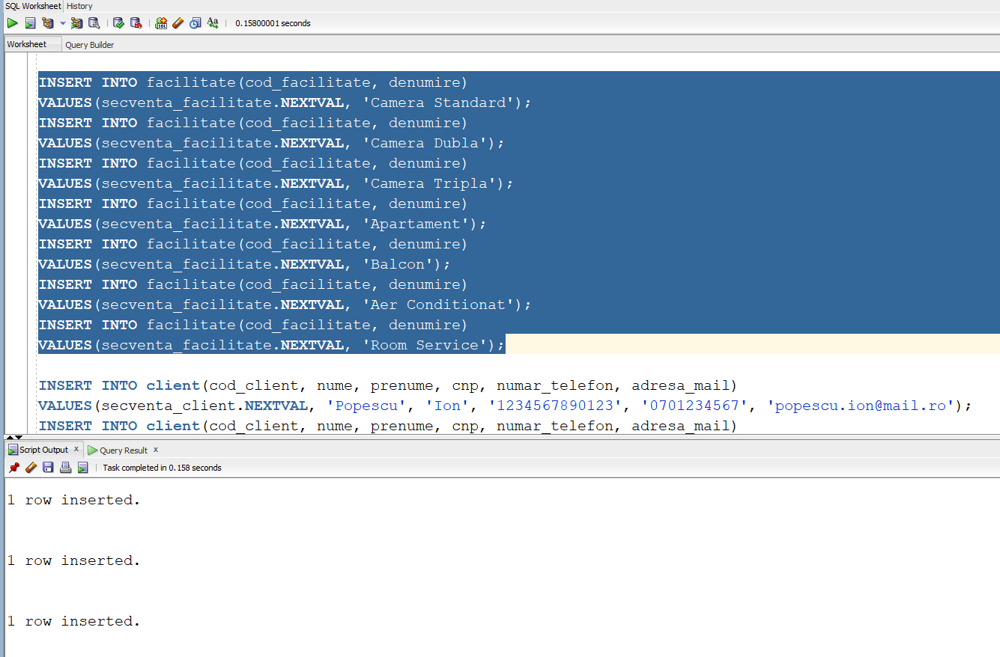 SQL Worksheet History
0.15800001 seconds
Worksheet Query Builder
INSERT INTO facilitate(cod_facilitate, denumire)
VALUES(secventa_facilitate.NEXTVAL, 'Camera Standard');
INSERT INTO facilitate(cod_facilitate, denumire)
VALUES(secventa_facilitate.NEXTVAL, 'Camera Dubla');
INSERT INTO facilitate(cod_facilitate, denumire)
VALUES(secventa_facilitate.NEXTVAL, 'Camera Tripla');
INSERT INTO facilitate(cod_facilitate, denumire)
VALUES(secventa_facilitate.NEXTVAL, 'Apartament');
INSERT INTO facilitate(cod_facilitate, denumire)
VALUES(secventa_facilitate.NEXTVAL, 'Balcon');
INSERT INTO facilitate(cod_facilitate, denumire)
VALUES(secventa_facilitate.NEXTVAL, 'Aer Conditionat');
INSERT INTO facilitate(cod_facilitate, denumire)
VALUES(secventa_facilitate.NEXTVAL, 'Room Service');
INSERT INTO client(cod_client, nume, prenume, cnp, numar_telefon, adresa_mail)
VALUES(secventa_client.NEXTVAL, 'Popescu', 'Ion', '1234567890123', '0701234567', 'popescu.ion@mail.ro');
INSERT INTO client(cod_client, nume, prenume, cnp, numar_telefon, adresa_mail)
Script Output x Query Result x
Task completed in 0.158 seconds
1 row inserted.
1 row inserted.
1 row inserted.